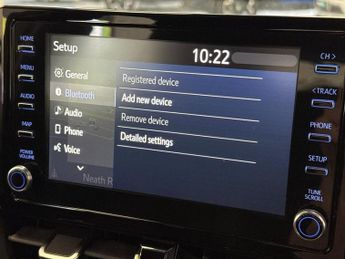 HOME
MENU
AUDIO
MAP
POWER
VOLUME
Setup
10:22
General
Bluetooth
Audio
Phone
Voice
Neath R
Registered device
Add new device
Remove device
Detailed settings
CH >
< TRACK
PHONE
SETUP
TUNE
SCROLL